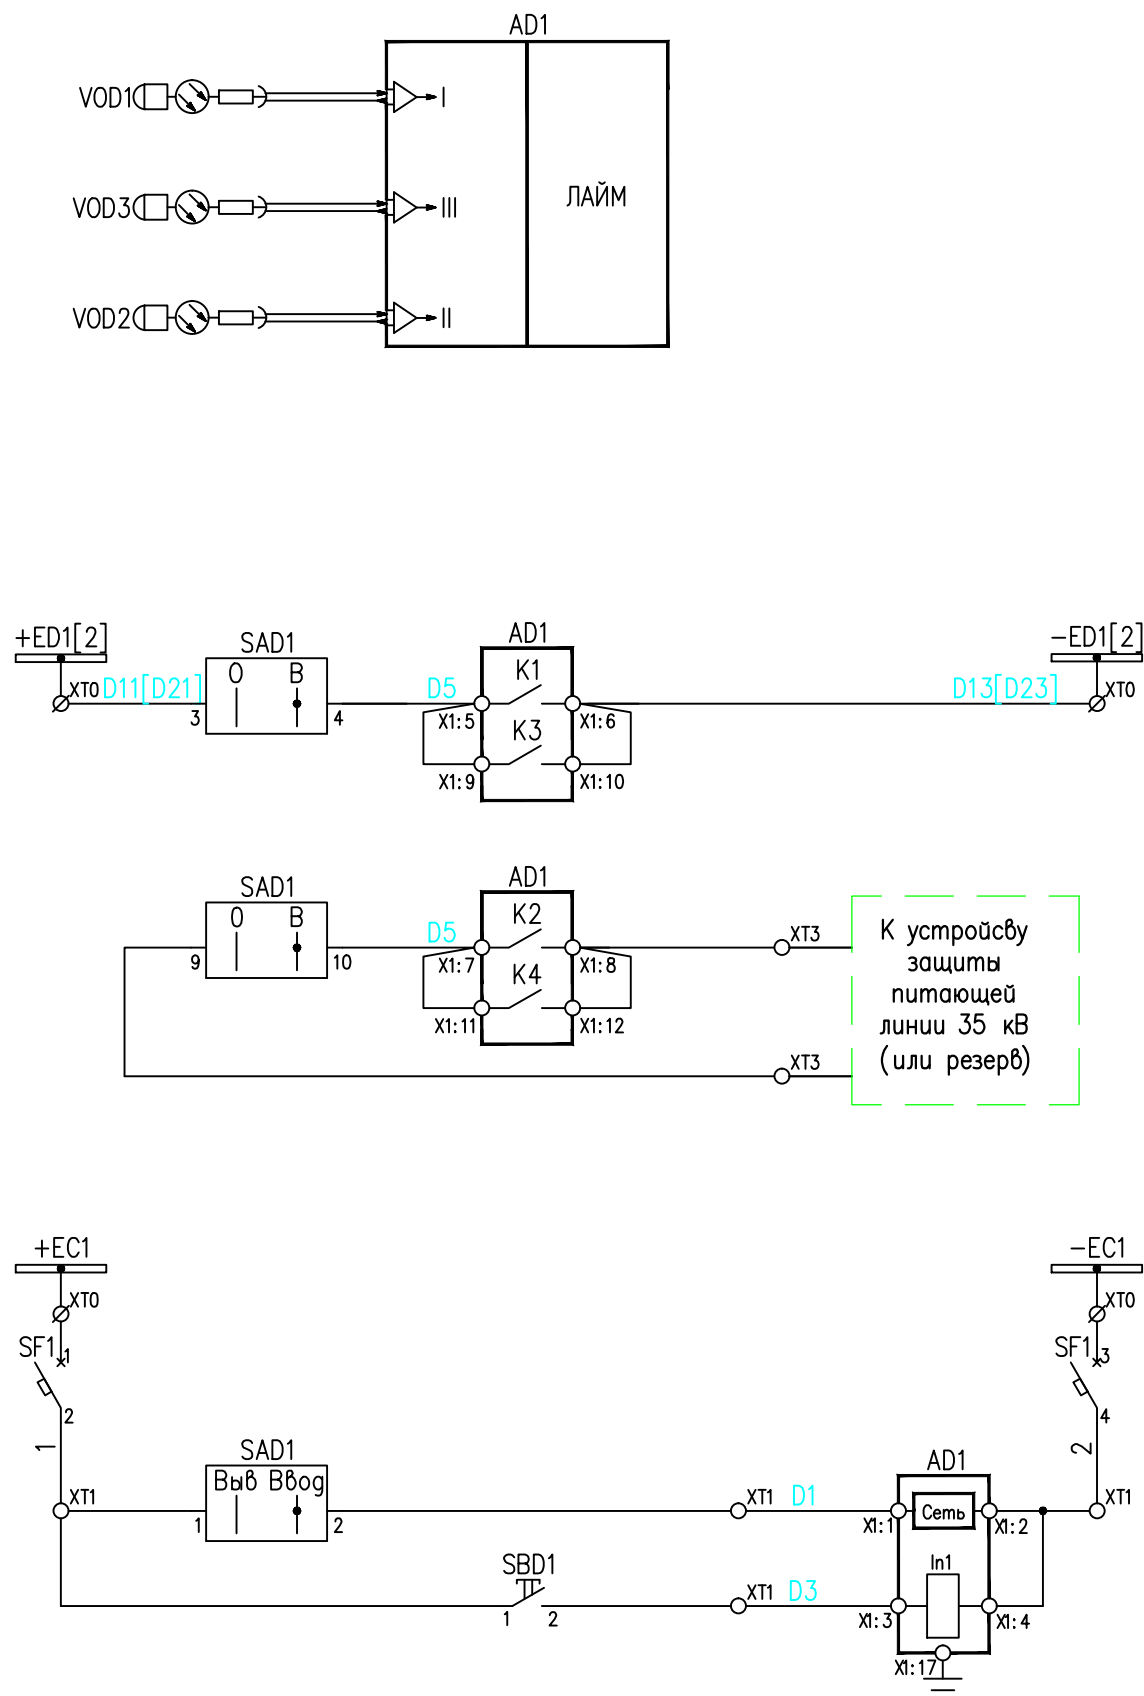 AD1
VOD1
I
VOD3
III
ЛАЙМ
VOD2
II
+ED1[2]
SAD1
AD1
-ED1[2]
XT0
D11[D21]
О
В
D5
K1
D13[D23]
XT0
3
4
X1:5
K3
X1:6
X1:9
X1:10
SAD1
AD1
О
В
D5
K2
XT3
9
10
X1:7
K4
X1:8
X1:11
X1:12
XT3
К устройсву
защиты
питающей
линии 35 кВ
(или резерв)
+EC1
-EC1
XT0
XT0
SF1
1
SF1
3
2
4
1
2
SAD1
AD1
Выв
Ввод
XT1
XT1
D1
Сеть
XT1
1
2
X1:1
X1:2
SBD1
In1
XT1
D3
1
2
X1:3
X1:4
X1:17